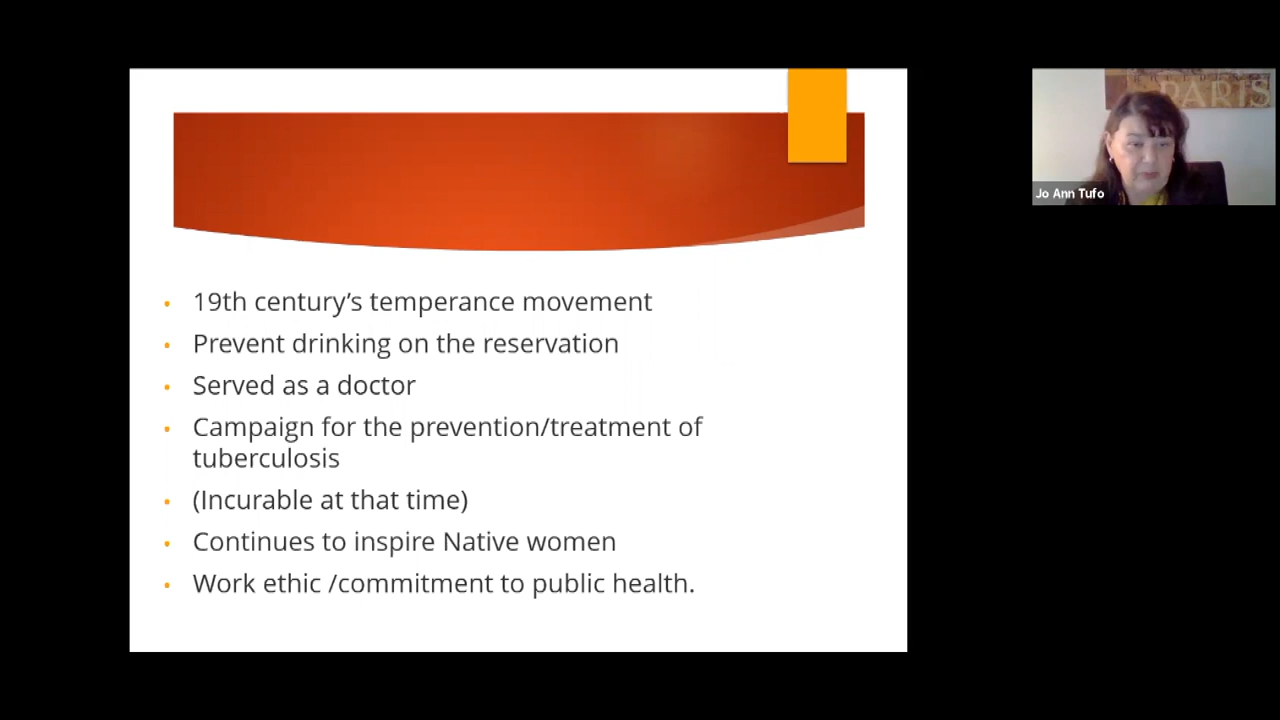 19th century’s temperance movement
Prevent drinking on the reservation
Served as a doctor
Campaign for the prevention/treatment of
tuberculosis
(Incurable at that time)
Continues to inspire Native women
Work ethic /commitment to public health.
PARIS
Jo Ann Tufo